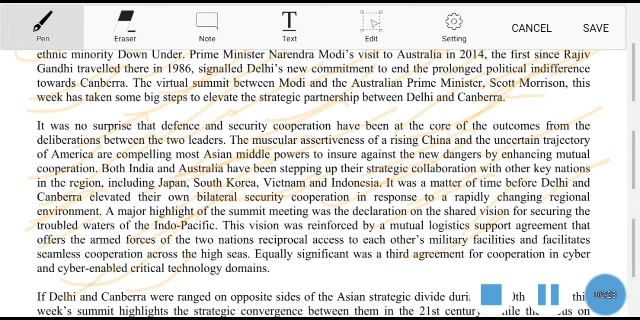 Pen
Eraser
Note
Text
Edit
Setting
CANCEL
SAVE
ethnic minority Down Under. Prime Minister Narendra Modi's visit to Australia in 2014, the first since Rajiv
Gandhi travelled there in 1986, signalled Delhi's new commitment to end the prolonged political indifference
towards Canberra. The virtual summit between Modi and the Australian Prime Minister, Scott Morrison, this
week has taken some big steps to elevate the strategic partnership between Delhi and Canberra.
It was no surprise that defence and security cooperation have been at the core of the outcomes from the
deliberations between the two leaders. The muscular assertiveness of a rising China and the uncertain trajectory
of America are compelling most Asian middle powers to insure against the new dangers by enhancing mutual
cooperation. Both India and Australia have been stepping up their strategic collaboration with other key nations
in the region, including Japan, South Korea, Vietnam and Indonesia. It was a matter of time before Delhi and
Canberra elevated their own bilateral security cooperation in response to a rapidly changing regional
environment. A major highlight of the summit meeting was the declaration on the shared vision for securing the
troubled waters of the Indo-Pacific. This vision was reinforced by a mutual logistics support agreement that
offers the armed forces of the two nations reciprocal access to each other's military facilities and facilitates
seamless cooperation across the high seas. Equally significant was a third agreement for cooperation in cyber
and cyber-enabled critical technology domains.
If Delhi and Canberra were ranged on opposite sides of the Asian strategic divide duri 0th thi
week's summit highlights the strategic convergence between them in the 21st century hile on